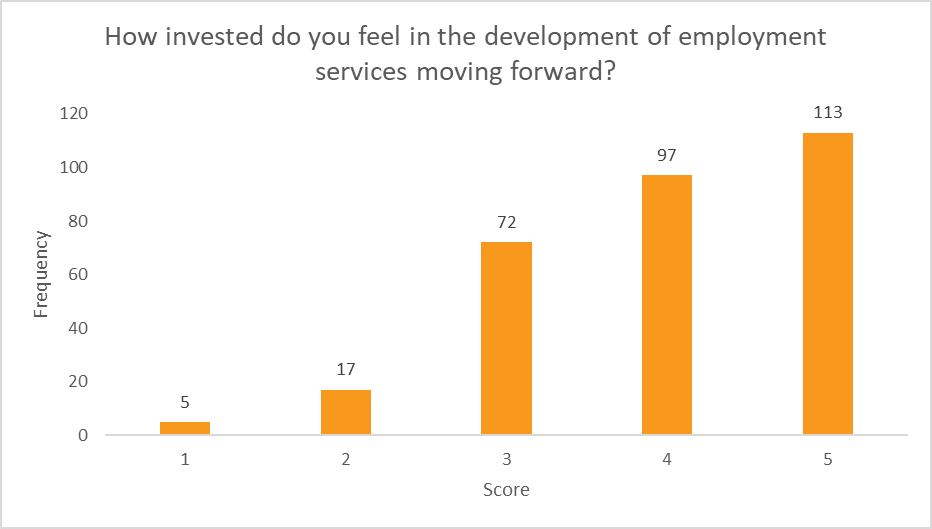 How invested do you feel in the development of employment
services moving forward?
120
100
80
60
40
20
0
Frequency
5
17
72
97
113
1 2 3 4 5
Score